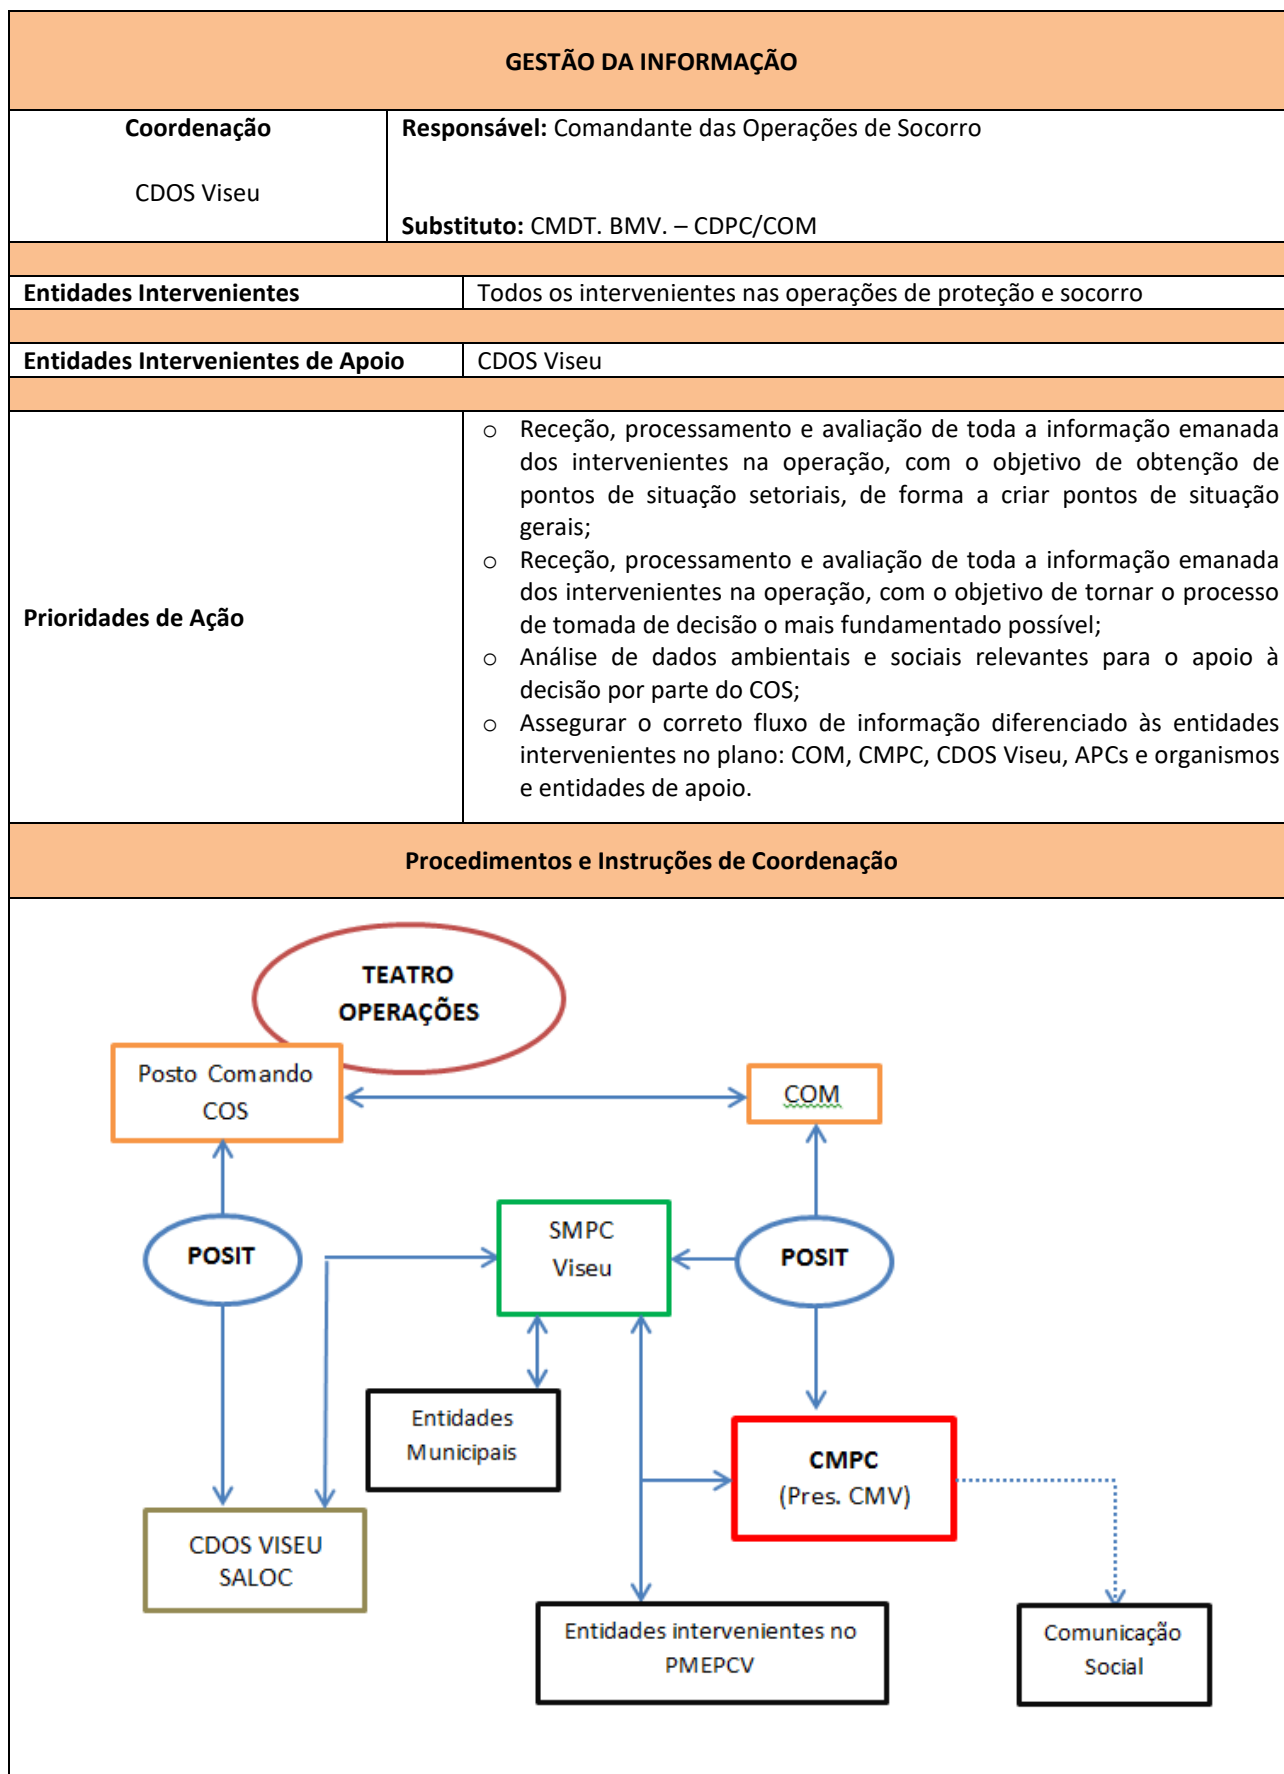 GESTÃO DA INFORMAÇÃO
Coordenação
CDOS Viseu
Responsável: Comandante das Operações de Socorro
Substituto: CMDT. BMV. – CDPC/COM
Entidades Intervenientes
Todos os intervenientes nas operações de proteção e socorro
Entidades Intervenientes de Apoio
CDOS Viseu
Prioridades de Ação
o Receção, processamento e avaliação de toda a informação emanada
dos intervenientes na operação, com o objetivo de obtenção de
pontos de situação setoriais, de forma a criar pontos de situação
gerais;
o Receção, processamento e avaliação de toda a informação emanada
dos intervenientes na operação, com o objetivo de tornar o processo
de tomada de decisão o mais fundamentado possível;
o Análise de dados ambientais e sociais relevantes para o apoio à
decisão por parte do COS;
o Assegurar o correto fluxo de informação diferenciado às entidades
intervenientes no plano: COM, CMPC, CDOS Viseu, APCs e organismos
e entidades de apoio.
Procedimentos e Instruções de Coordenação
TEATRO
OPERAÇÕES
Posto Comando
COS
COM
POSIT
SMPC
Viseu
POSIT
Entidades
Municipais
CMPC
(Pres. CMV)
CDOS VISEU
SALOC
Entidades intervenientes no
PMEPCV
Comunicação
Social